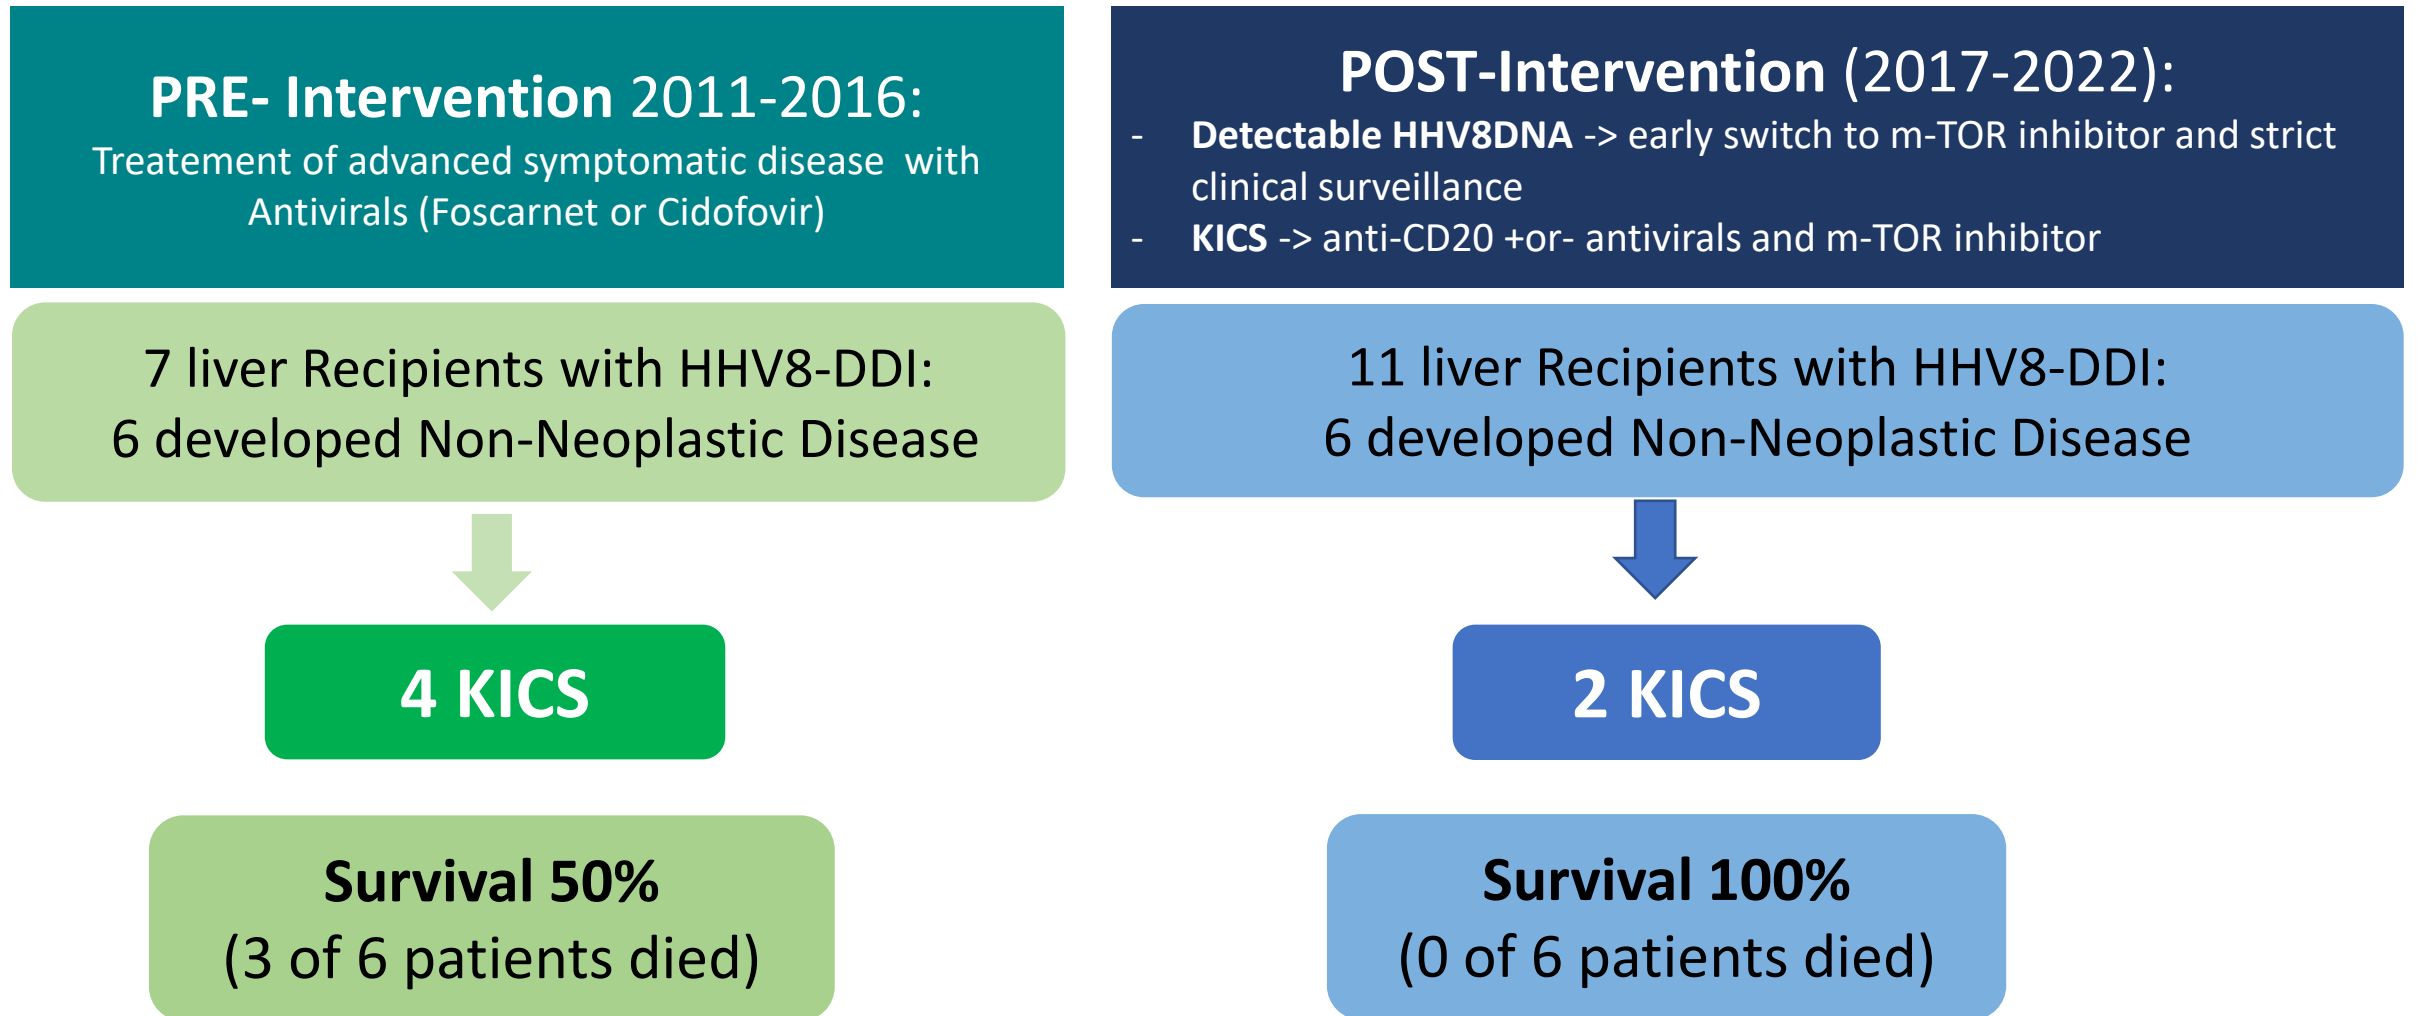 PRE- Intervention 2011-2016:
Treatement of advanced symptomatic disease with
Antivirals (Foscarnet or Cidofovir)
POST-Intervention (2017-2022):
- Detectable HHV8DNA -> early switch to m-TOR inhibitor and strict
clinical surveillance
- KICS -> anti-CD20 +or- antivirals and m-TOR inhibitor
7 liver Recipients with HHV8-DDI:
6 developed Non-Neoplastic Disease
11 liver Recipients with HHV8-DDI:
6 developed Non-Neoplastic Disease
4 KICS
2 KICS
Survival 50%
(3 of 6 patients died)
Survival 100%
(0 of 6 patients died)